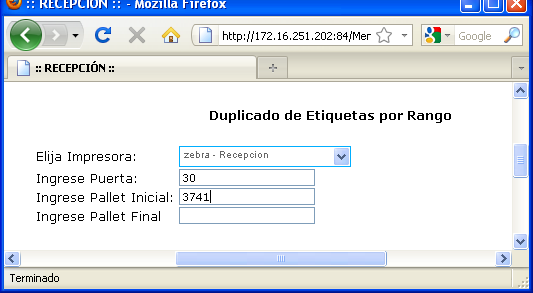 :: RECEPCIÓN :: - Mozilla Firefox
http://172.16.251.202:84/Mer
Google
:: RECEPCIÓN ::
Duplicado de Etiquetas por Rango
Elija Impresora: zebra - Recepcion
Ingrese Puerta: 30
Ingrese Pallet Inicial: 3741
Ingrese Pallet Final
Terminado